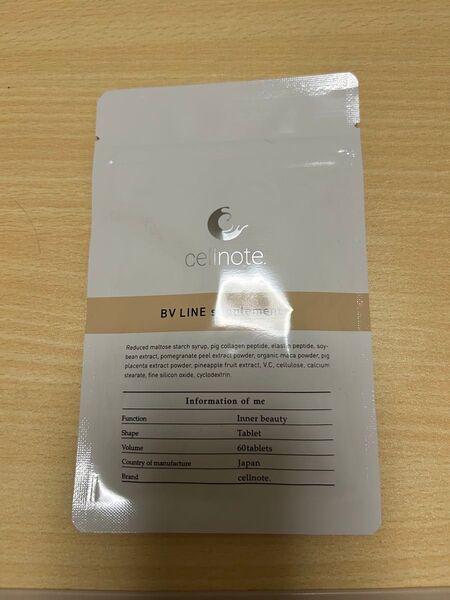 cellnote.
BV LINE supplement
Reduced maltose starch syrup, pig collagen peptide, elastin peptide, soy-
bean extract, pomegranate peel extract powder, organic maca powder, pig
placenta extract powder, pineapple fruit extract, V.C, cellulose, calcium
stearate, fine silicon oxide, cyclodextrin.
Information of me
Function Inner beauty
Shape Tablet
Volume 60tablets
Country of manufacture Japan
Brand cellnote.